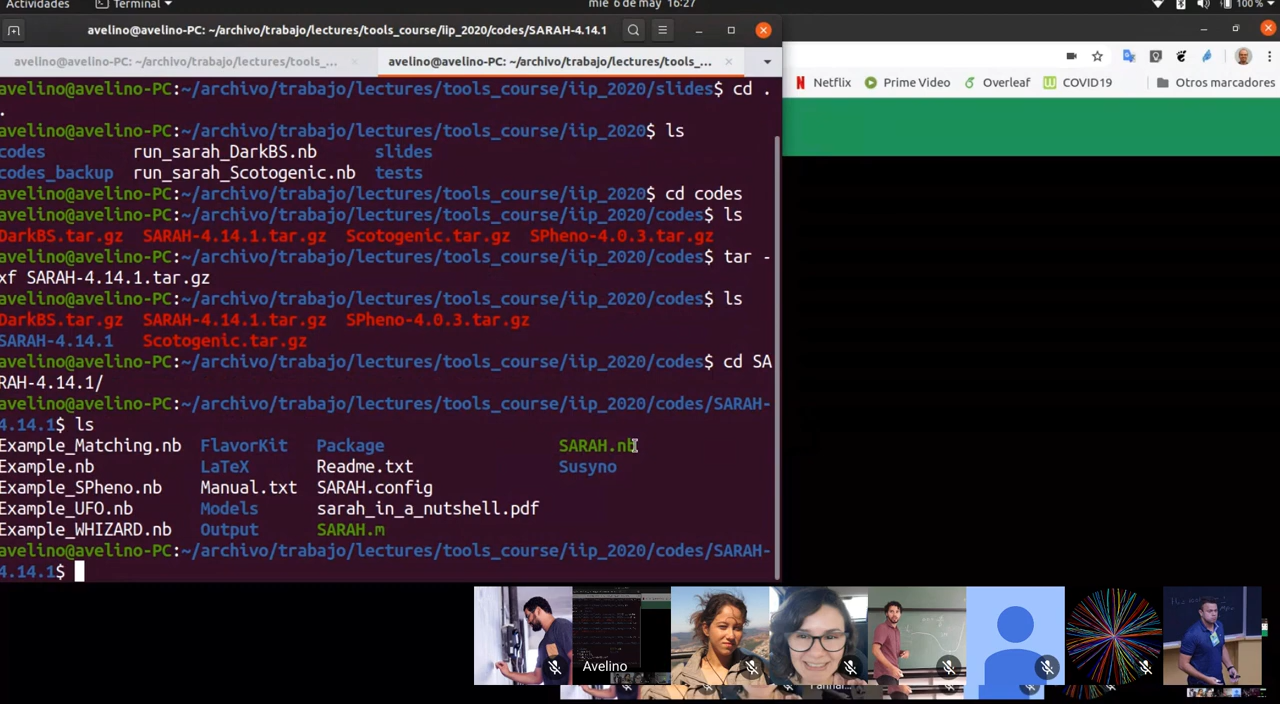 Actividades Terminal mié 6 de may 16:27 100 %
avelino@avelino-PC: ~/archivo/trabajo/lectures/tools_course/iip_2020/codes/SARAH-4.14.1
avelino@avelino-PC: ~/archivo/trabajo/lectures/tools_... avelino@avelino-PC: ~/archivo/trabajo/lectures/tools_...
Netflix Prime Video Overleaf COVID19 Otros marcadores
avelino@avelino-PC:~/archivo/trabajo/lectures/tools_course/iip_2020/slides$ cd .
.
avelino@avelino-PC:~/archivo/trabajo/lectures/tools_course/iip_2020$ ls
codes run_sarah_DarkBS.nb slides
codes_backup run_sarah_Scotogenic.nb tests
avelino@avelino-PC:~/archivo/trabajo/lectures/tools_course/iip_2020$ cd codes
avelino@avelino-PC:~/archivo/trabajo/lectures/tools_course/iip_2020/codes$ ls
DarkBS.tar.gz SARAH-4.14.1.tar.gz Scotogenic.tar.gz SPheno-4.0.3.tar.gz
avelino@avelino-PC:~/archivo/trabajo/lectures/tools_course/iip_2020/codes$ tar -
xf SARAH-4.14.1.tar.gz
avelino@avelino-PC:~/archivo/trabajo/lectures/tools_course/iip_2020/codes$ ls
DarkBS.tar.gz SARAH-4.14.1.tar.gz SPheno-4.0.3.tar.gz
SARAH-4.14.1 Scotogenic.tar.gz
avelino@avelino-PC:~/archivo/trabajo/lectures/tools_course/iip_2020/codes$ cd SA
RAH-4.14.1/
avelino@avelino-PC:~/archivo/trabajo/lectures/tools_course/iip_2020/codes/SARAH-
4.14.1$ ls
Example_Matching.nb FlavorKit Package SARAH.nb
Example.nb LaTeX Readme.txt Susyno
Example_SPheno.nb Manual.txt SARAH.config
Example_UFO.nb Models sarah_in_a_nutshell.pdf
Example_WHIZARD.nb Output SARAH.m
avelino@avelino-PC:~/archivo/trabajo/lectures/tools_course/iip_2020/codes/SARAH-
4.14.1$
Avelino